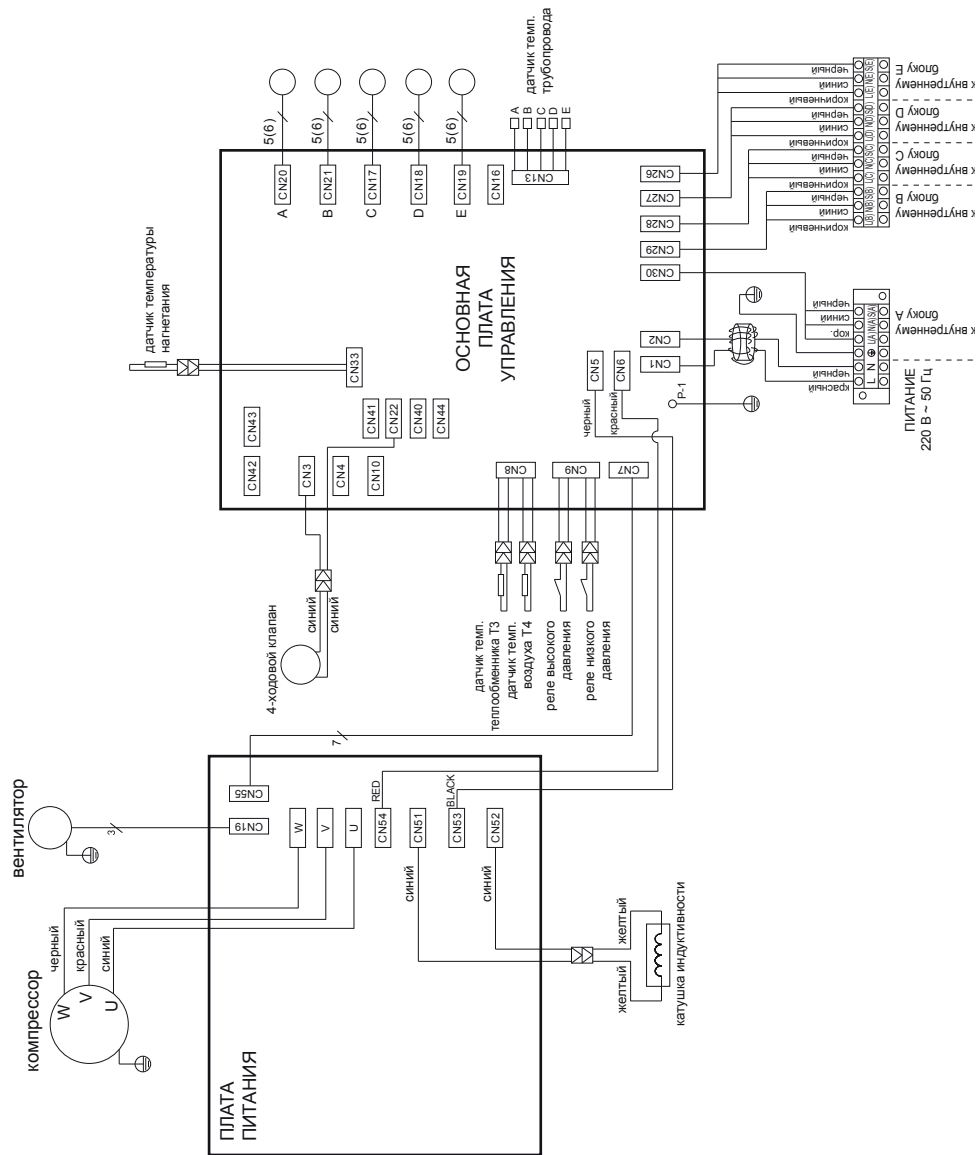 вентилятор
компрессор
W
V
U
черный
красный
синий
3
CN19
CN55
7
W
V
U
CN54
RED
CN51
CN53
BLACK
CN52
синий
синий
желтый
желтый
катушка индуктивности
ПЛАТА
ПИТАНИЯ
4-ходовой клапан
синий
синий
датчик темп.
теплообменника T3
датчик темп.
воздуха T4
реле высокого
давления
реле низкого
давления
датчик температуры
нагнетания
CN33
CN43
CN42
CN3
CN4
CN10
CN41
CN22
CN40
CN44
CN8
CN9
CN7
ОСНОВНАЯ
ПЛАТА
УПРАВЛЕНИЯ
черный
CN5
красный
CN6
5(6)
5(6)
5(6)
5(6)
5(6)
CN20
A
CN21
B
CN17
C
CN18
D
CN19
E
CN16
CN13
A
B
C
D
E
датчик темп.
трубопровода
CN26
CN27
CN28
CN29
CN30
CN2
CN1
P-1
красный
черный
кор.
синий
черный
L
N
L(A)
N(A)
S(A)
ПИТАНИЕ
220 В ~ 50 Гц
к внутреннему
блоку A
коричневый
синий
черный
L(B)
N(B)
S(B)
к внутреннему
блоку B
коричневый
синий
черный
L(C)
N(C)
S(C)
к внутреннему
блоку C
коричневый
синий
черный
L(D)
N(D)
S(D)
к внутреннему
блоку D
коричневый
синий
черный
L(E)
N(E)
S(E)
к внутреннему
блоку E